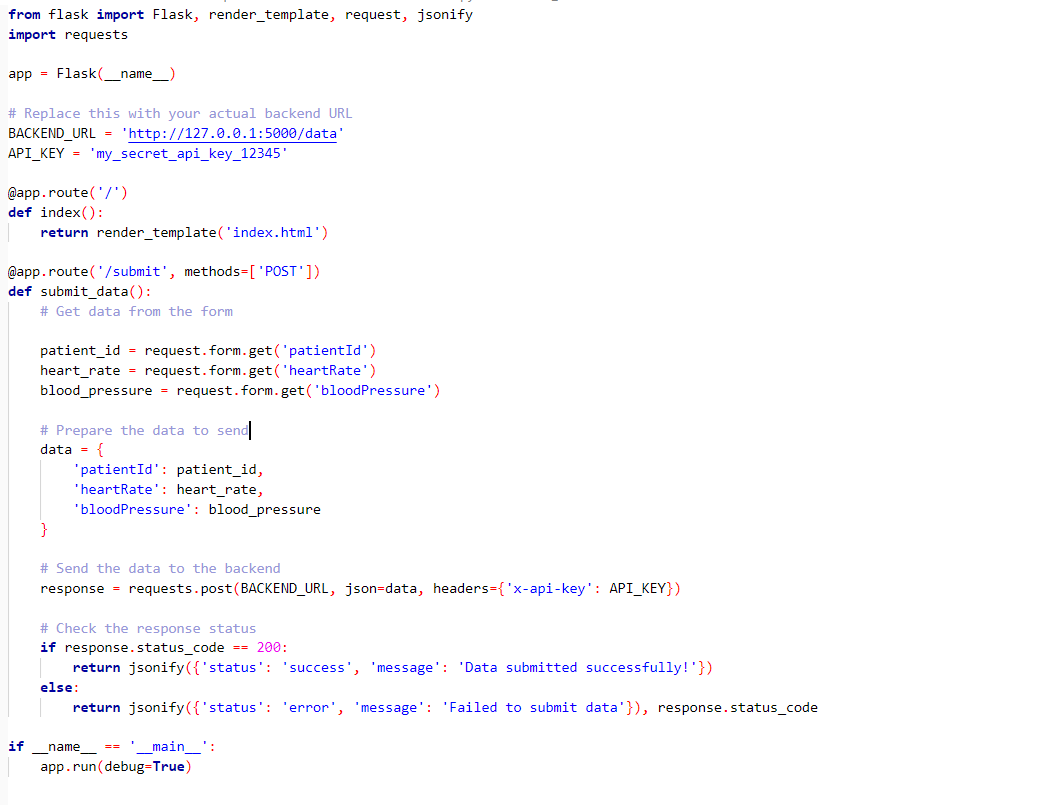 from flask import Flask, render_template, request, jsonify
import requests

app = Flask(__name__)

# Replace this with your actual backend URL
BACKEND_URL = 'http://127.0.0.1:5000/data'
API_KEY = 'my_secret_api_key_12345'

@app.route('/')
def index():
    return render_template('index.html')

@app.route('/submit', methods=['POST'])
def submit_data():
    # Get data from the form

    patient_id = request.form.get('patientId')
    heart_rate = request.form.get('heartRate')
    blood_pressure = request.form.get('bloodPressure')

    # Prepare the data to send
    data = {
        'patientId': patient_id,
        'heartRate': heart_rate,
        'bloodPressure': blood_pressure
    }

    # Send the data to the backend
    response = requests.post(BACKEND_URL, json=data, headers={'x-api-key': API_KEY})

    # Check the response status
    if response.status_code == 200:
        return jsonify({'status': 'success', 'message': 'Data submitted successfully!'})
    else:
        return jsonify({'status': 'error', 'message': 'Failed to submit data'}), response.status_code

if __name__ == '__main__':
    app.run(debug=True)